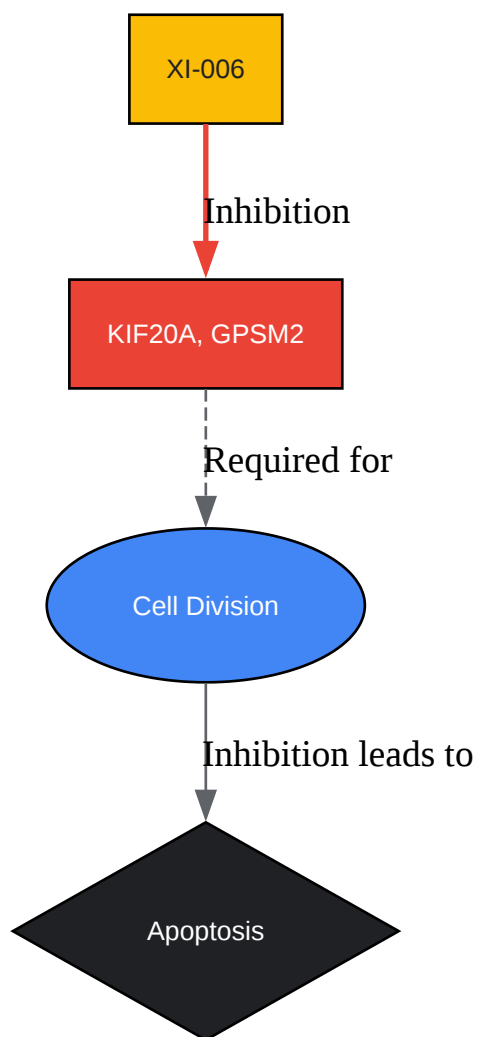 XI-006
Inhibition
KIF20A, GPSM2
Required for
Cell Division
Inhibition leads to
Apoptosis